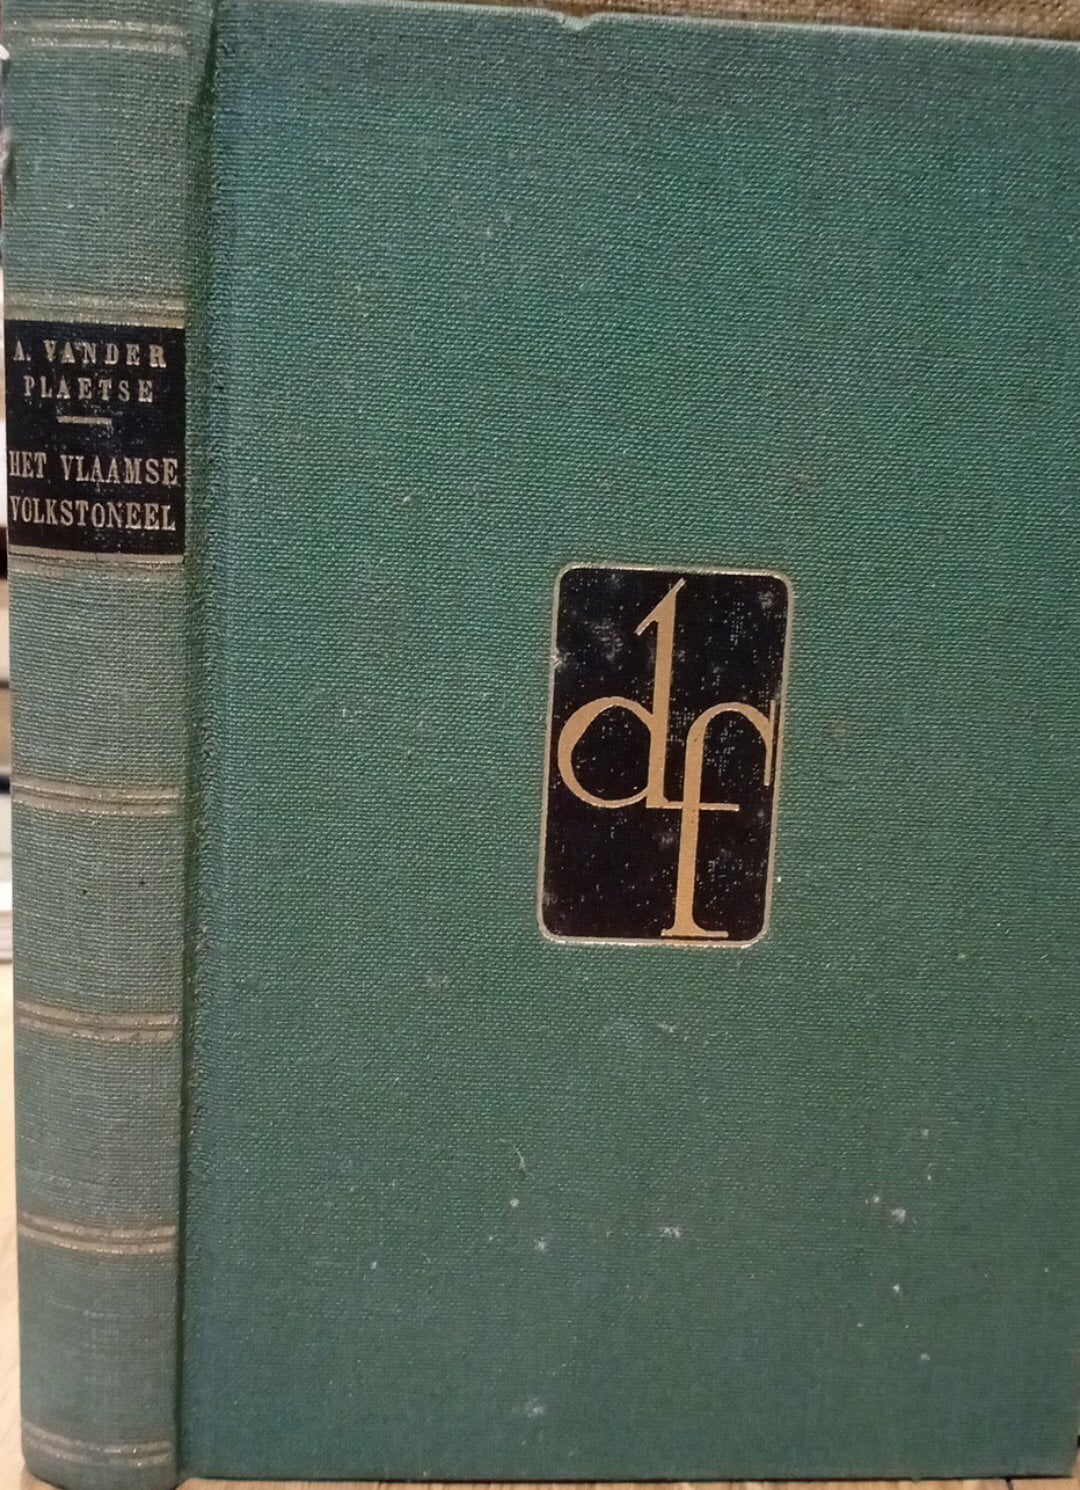 A. VANDER
PLAETSE
HET VLAAMSE
VOLKSTONEEL
df